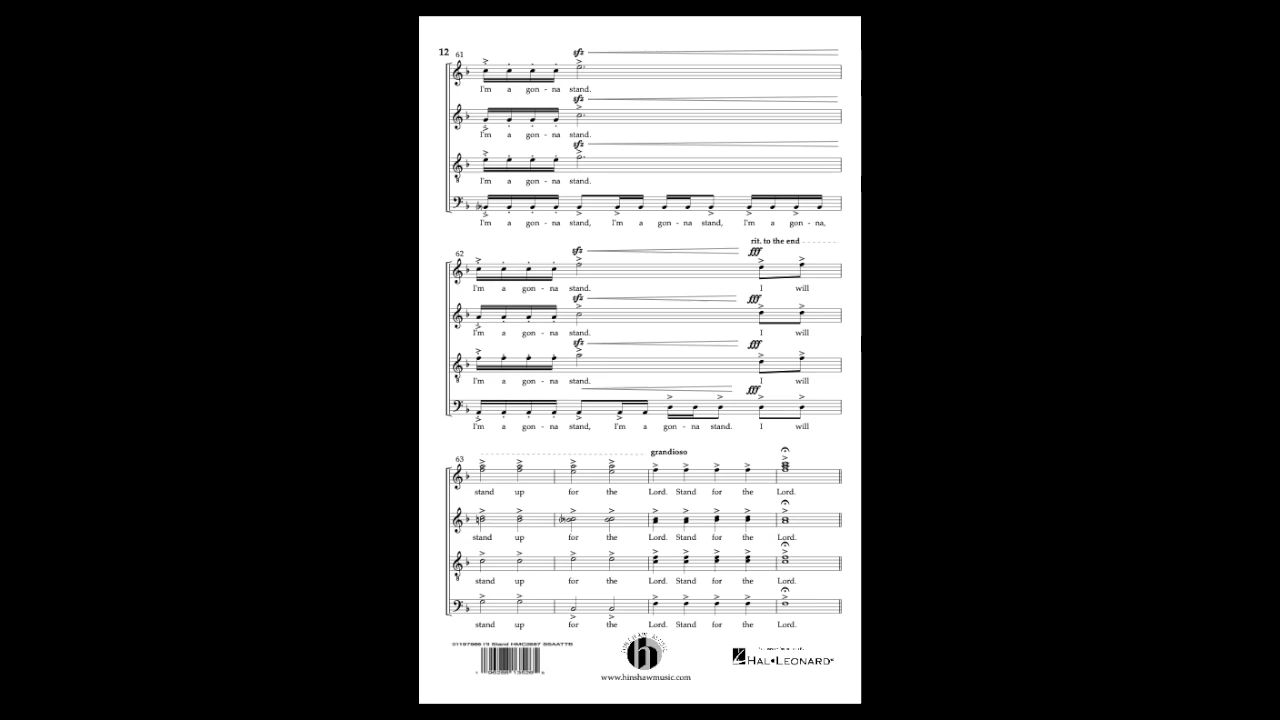 12 61
sfz
I'm a gon - na stand.
sfz
I'm a gon - na stand.
sfz
I'm a gon - na stand.
I'm a gon - na stand, I'm a gon - na stand, I'm a gon - na,
rit. to the end
62 sfz fff
I'm a gon - na stand. I will
sfz fff
I'm a gon - na stand. I will
sfz fff
I'm a gon - na stand. I will
fff
I'm a gon - na stand, I'm a gon - na stand. I will
grandioso
63
stand up for the Lord. Stand for the Lord.
stand up for the Lord. Stand for the Lord.
stand up for the Lord. Stand for the Lord.
stand up for the Lord. Stand for the Lord.
Stand HMC2687 SSAATTB
HINSHAW MUSIC
h
HAL•LEONARD
www.hinshawmusic.com